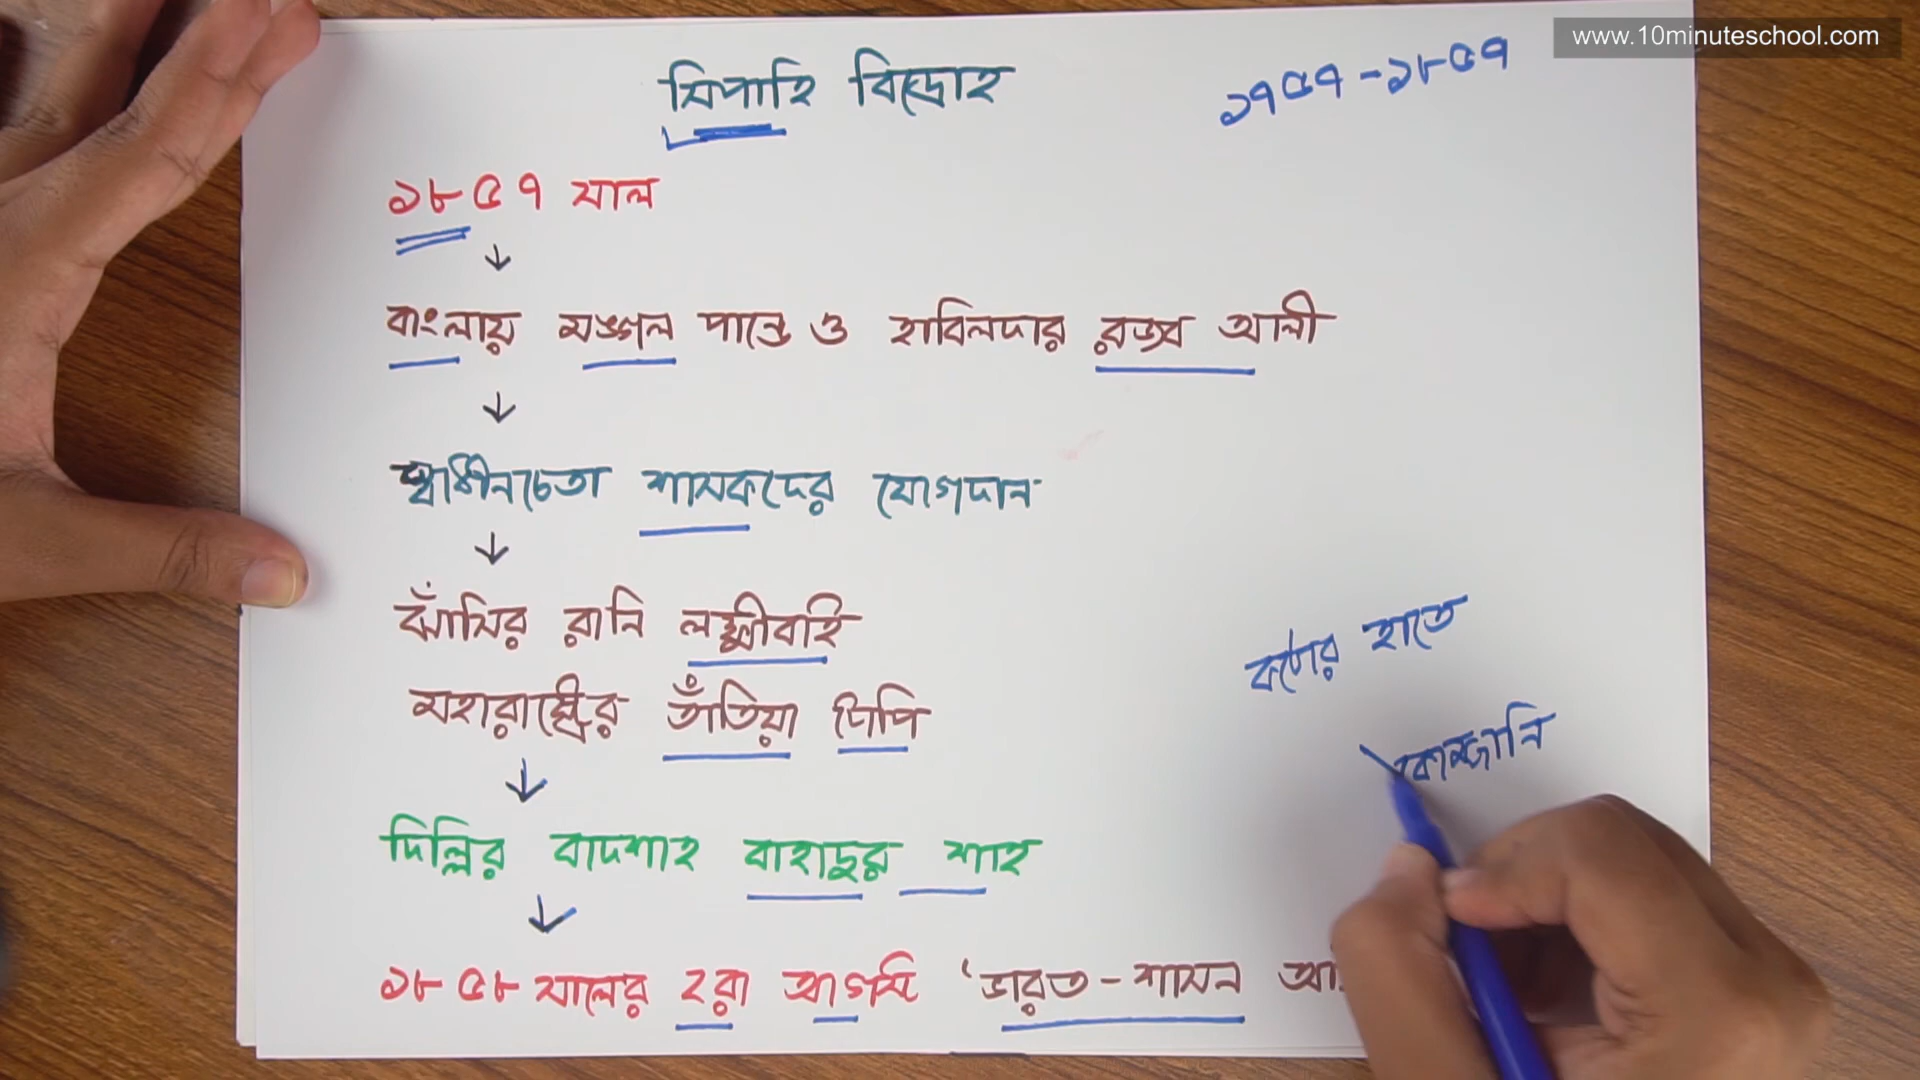 www.10minuteschool.com
সিপাহি বিদ্রোহ
১৭৫৭-১৮৫৭
১৮৫৭ সাল
বাংলায় মঙ্গল পান্ডে ও হাবিলদার রজব আলী
স্বাধীনচেতা শাসকদের যোগদান
ঝাঁসির রানি লক্ষ্মীবাই
কঠোর হাতে
মহারাষ্ট্রের তাঁতিয়া টোপি
কোম্পানি
দিল্লির বাদশাহ বাহাদুর শাহ
১৮৫৮ সালের ২রা আগস্ট 'ভারত-শাসন